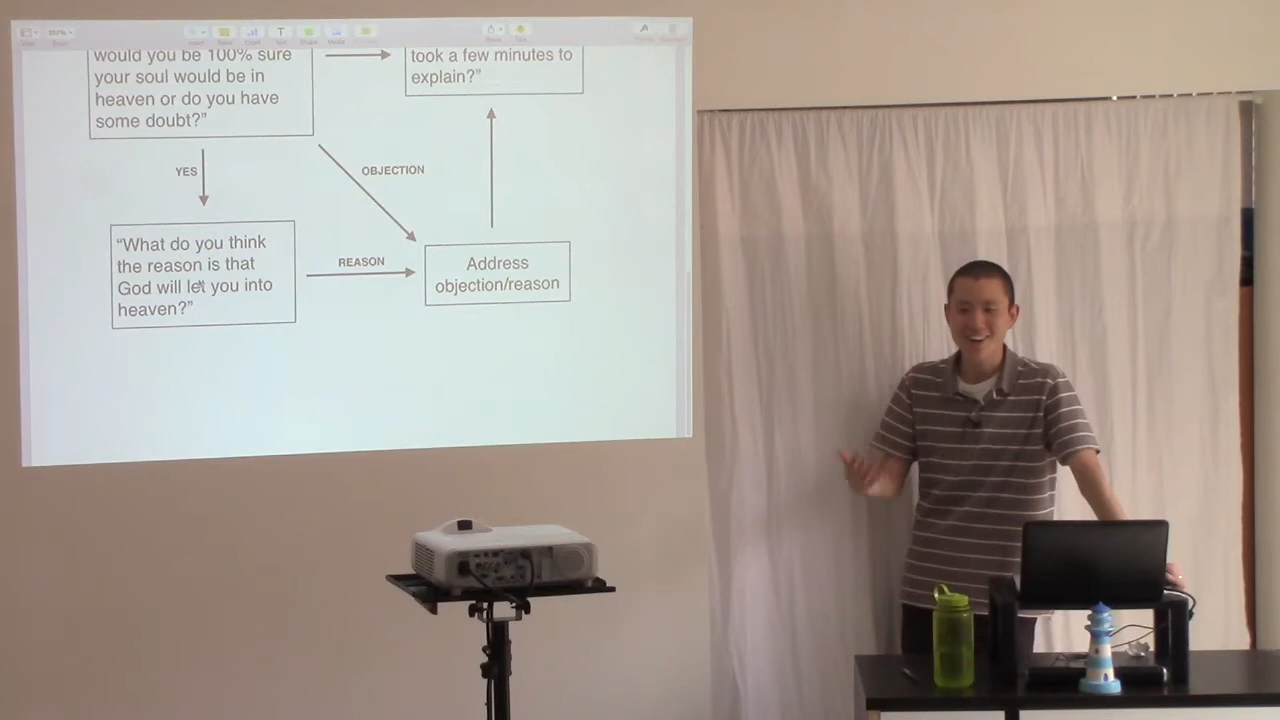 would you be 100% sure
your soul would be in
heaven or do you have
some doubt?”
took a few minutes to
explain?”
YES
OBJECTION
“What do you think
the reason is that
God will let you into
heaven?”
REASON
Address
objection/reason